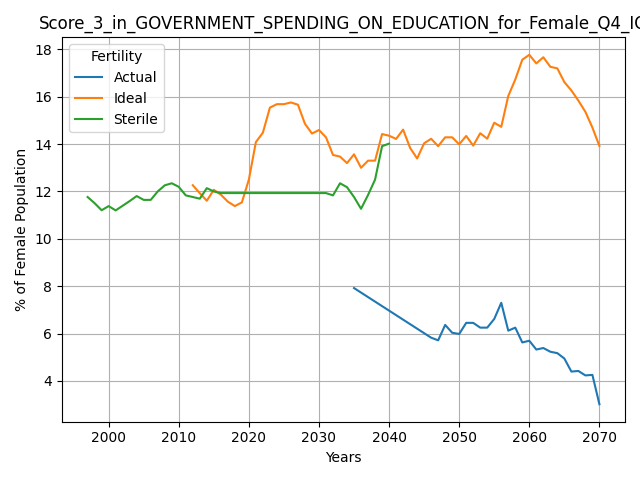 Score_3_in_GOVERNMENT_SPENDING_ON_EDUCATION_for_Female_Q4_IQ
Fertility
Actual
Ideal
Sterile
% of Female Population
18
16
14
12
10
8
6
4
2000
2010
2020
2030
2040
2050
2060
2070
Years